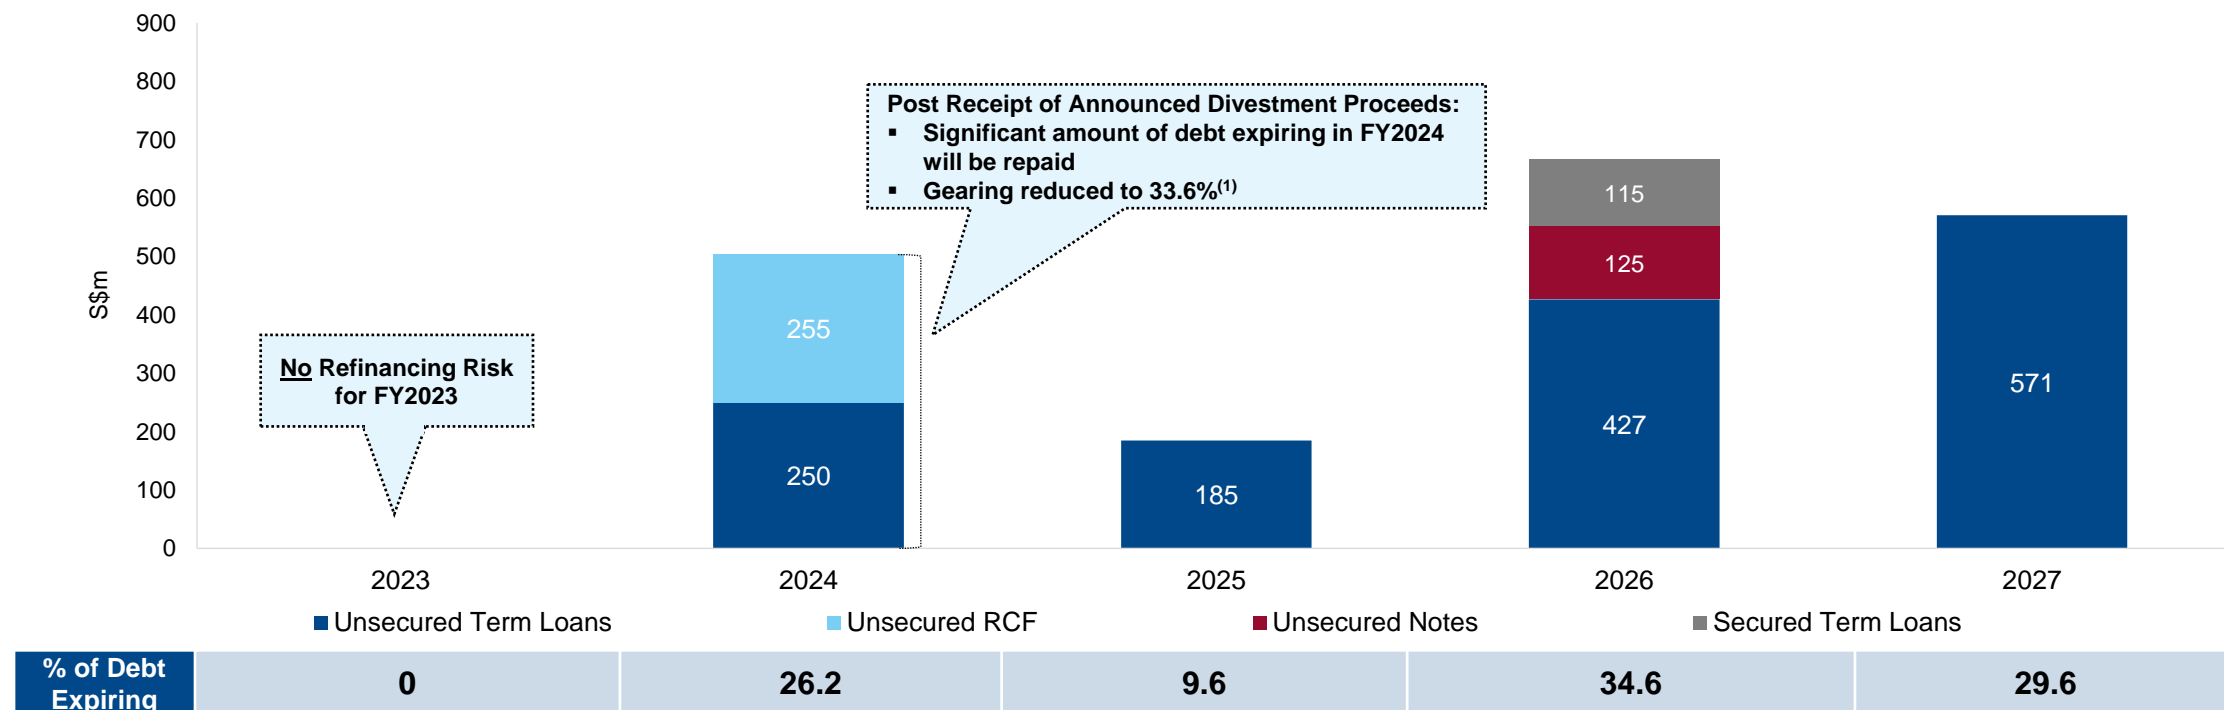 900
800
700
600
500
400
300
200
100
0
S$m
No Refinancing Risk
for FY2023
Post Receipt of Announced Divestment Proceeds:
▪ Significant amount of debt expiring in FY2024
will be repaid
▪ Gearing reduced to 33.6%(1)
255
250
185
115
125
427
571
2023 2024 2025 2026 2027
Unsecured Term Loans Unsecured RCF Unsecured Notes Secured Term Loans
% of Debt
Expiring
0 26.2 9.6 34.6 29.6